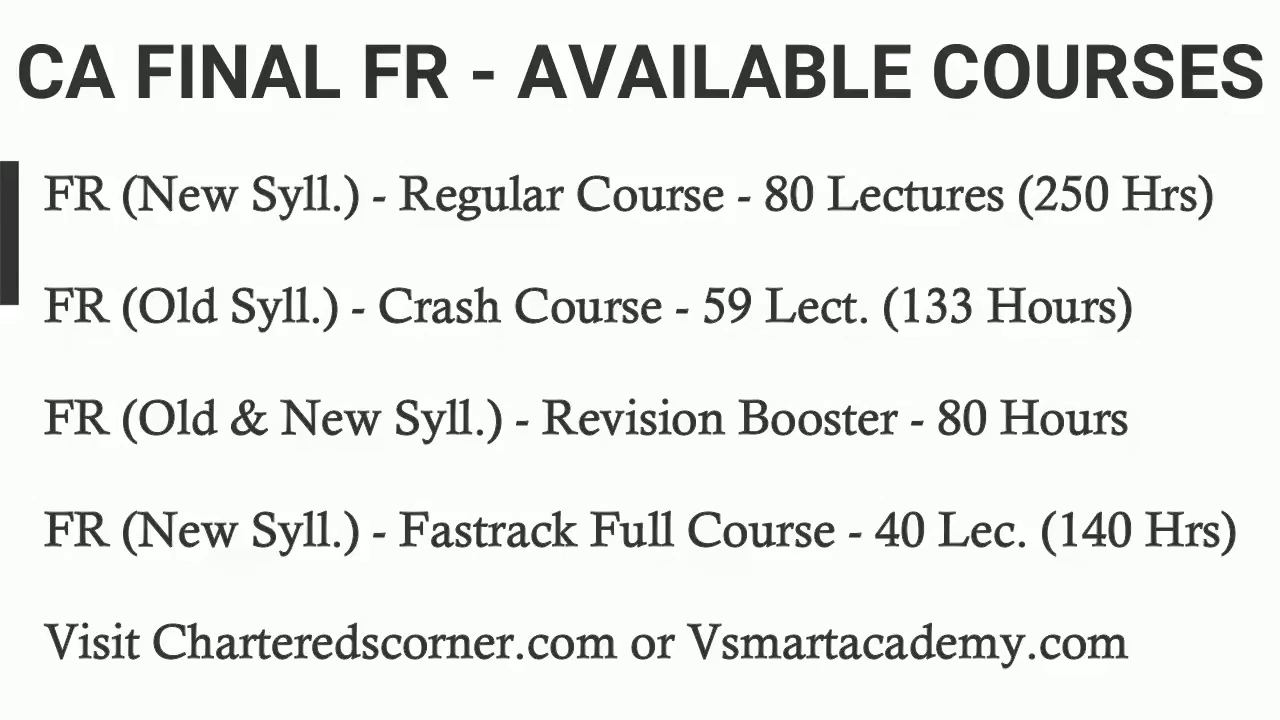 CA FINAL FR - AVAILABLE COURSES
FR (New Syll.) - Regular Course - 80 Lectures (250 Hrs)
FR (Old Syll.) - Crash Course - 59 Lect. (133 Hours)
FR (Old & New Syll.) - Revision Booster - 80 Hours
FR (New Syll.) - Fastrack Full Course - 40 Lec. (140 Hrs)
Visit Charteredscorner.com or Vsmartacademy.com